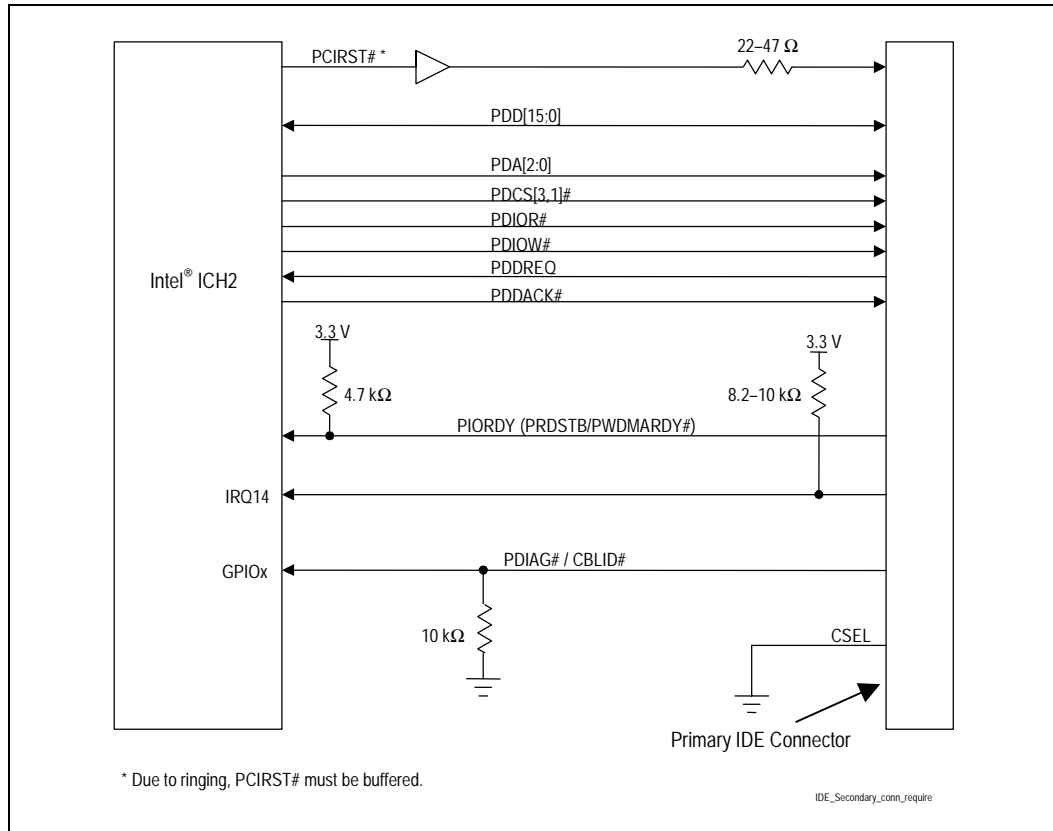 PCIRST# *
22–47 Ω
PDD[15;0]
PDA[2:0]
PDCS[3,1]#
PDIOR#
PDIOW#
PDDREQ
Intel® ICH2
PDDACK#
3.3 V
3.3 V
4.7 kΩ
8.2–10 kΩ
PIORDY (PRDSTB/PWDMARDY#)
IRQ14
PDIAG# / CBLID#
GPIOx
10 kΩ
CSEL
Primary IDE Connector
* Due to ringing, PCIRST# must be buffered.
IDE_Secondary_conn_require